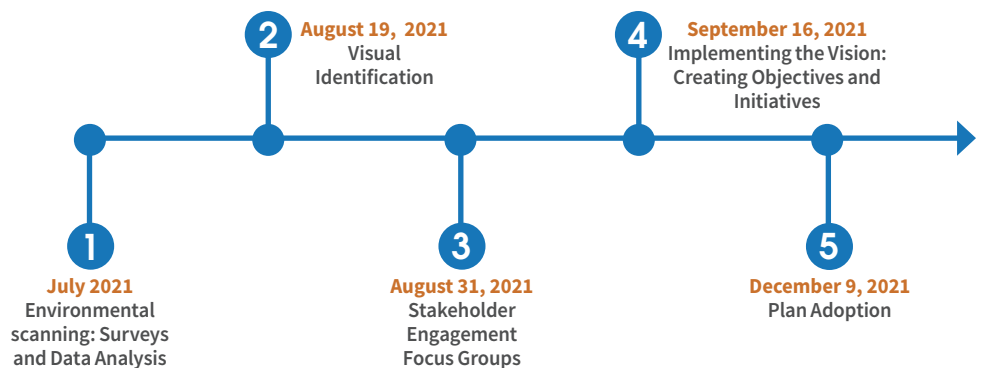 1
July 2021
Environmental
scanning: Surveys
and Data Analysis
2
August 19, 2021
Visual
Identification
3
August 31, 2021
Stakeholder
Engagement
Focus Groups
4
September 16, 2021
Implementing the Vision:
Creating Objectives and
Initiatives
5
December 9, 2021
Plan Adoption